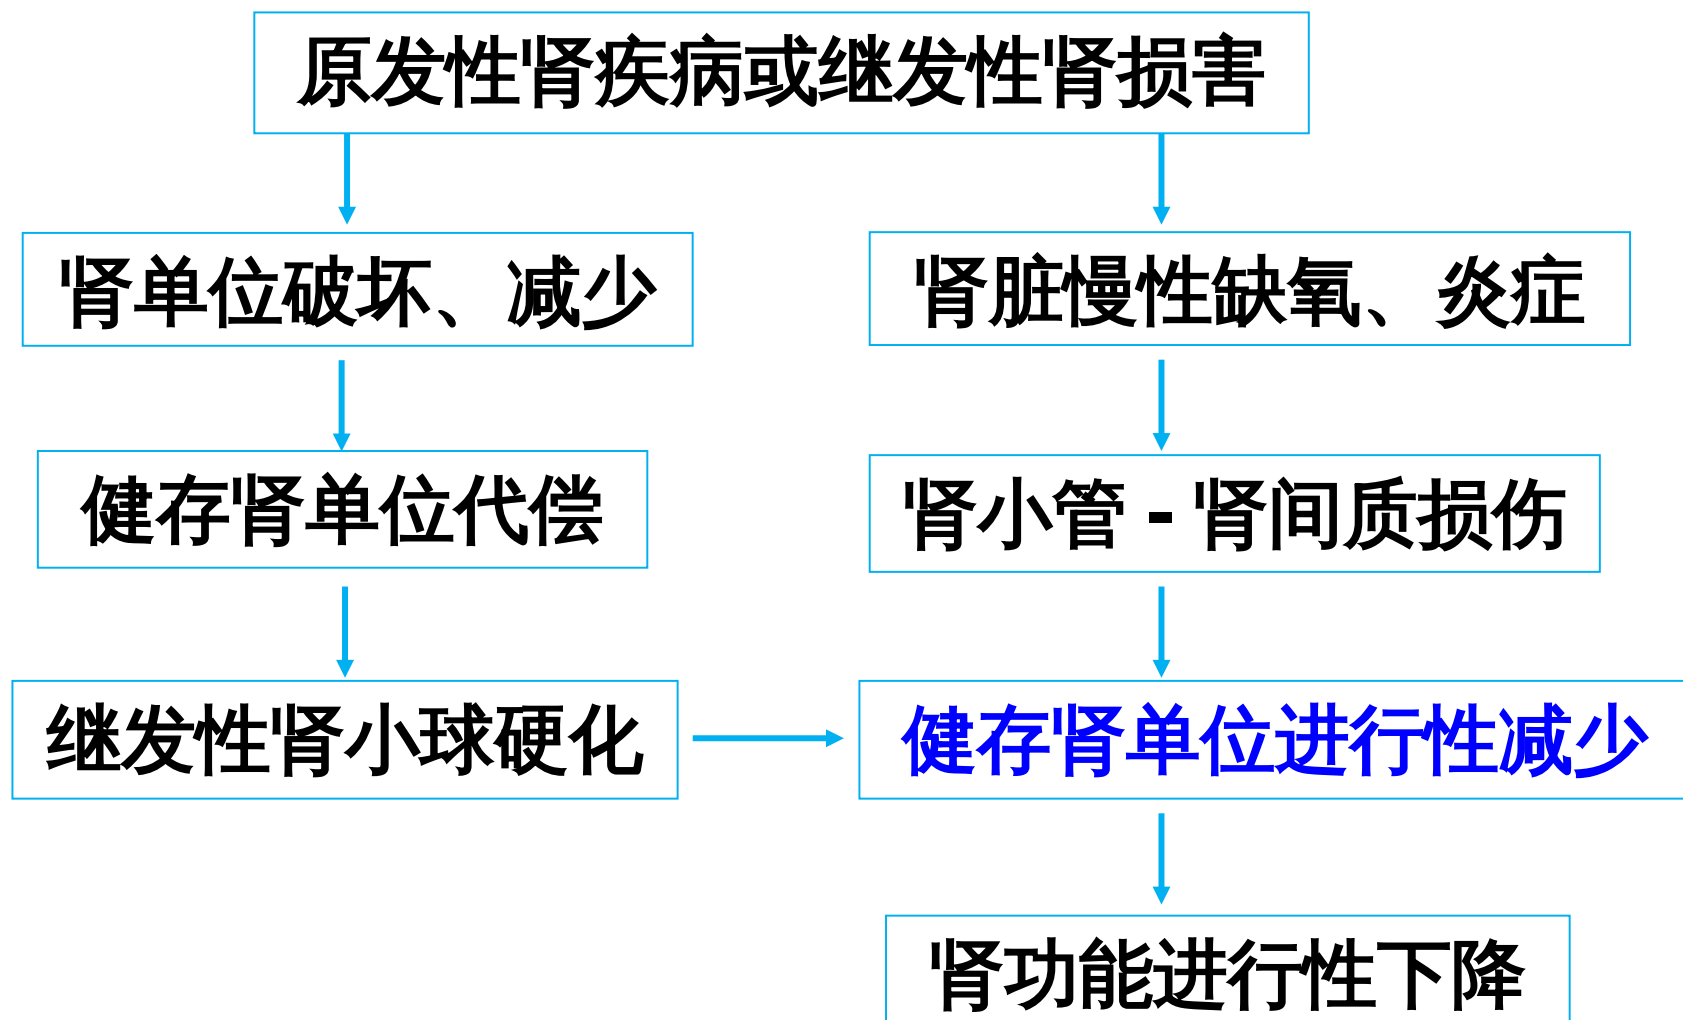 原发性肾疾病或继发性肾损害
肾单位破坏、减少
肾脏慢性缺氧、炎症
健存肾单位代偿
肾小管 - 肾间质损伤
继发性肾小球硬化
健存肾单位进行性减少
肾功能进行性下降